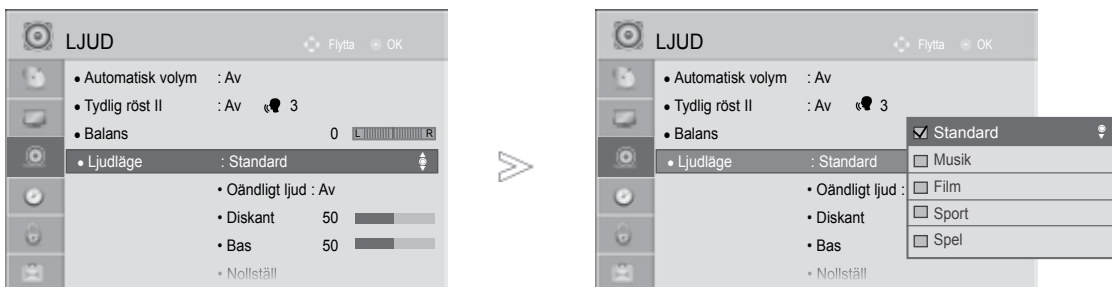 LJUD
Flytta OK
• Automatisk volym : Av
• Tydlig röst II : Av 3
• Balans 0 L R
• Ljudläge : Standard
• Oändligt ljud : Av
• Diskant 50
• Bas 50
• Nollställ
LJUD
Flytta OK
• Automatisk volym : Av
• Tydlig röst II : Av 3
• Balans
• Ljudläge : Standard
• Oändligt ljud :
• Diskant
• Bas
• Nollställ
Standard
Musik
Film
Sport
Spel